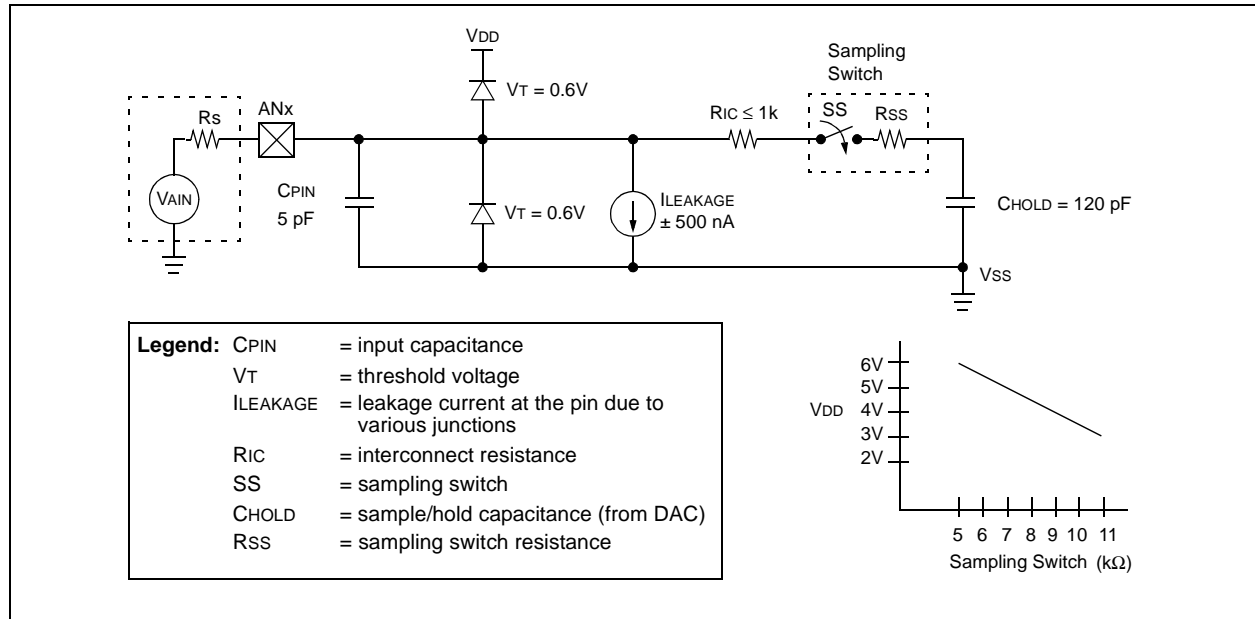 VDD
Sampling
Switch
VT = 0.6V
ANx
RS
RIC ≤ 1k
SS
RSS
VAIN
CPIN
5 pF
VT = 0.6V
ILEAKAGE
± 500 nA
CHOLD = 120 pF
VSS
Legend: CPIN = input capacitance
VT = threshold voltage
ILEAKAGE = leakage current at the pin due to
various junctions
RIC = interconnect resistance
SS = sampling switch
CHOLD = sample/hold capacitance (from DAC)
RSS = sampling switch resistance
6V
5V
VDD 4V
3V
2V
5 6 7 8 9 10 11
Sampling Switch (kΩ)